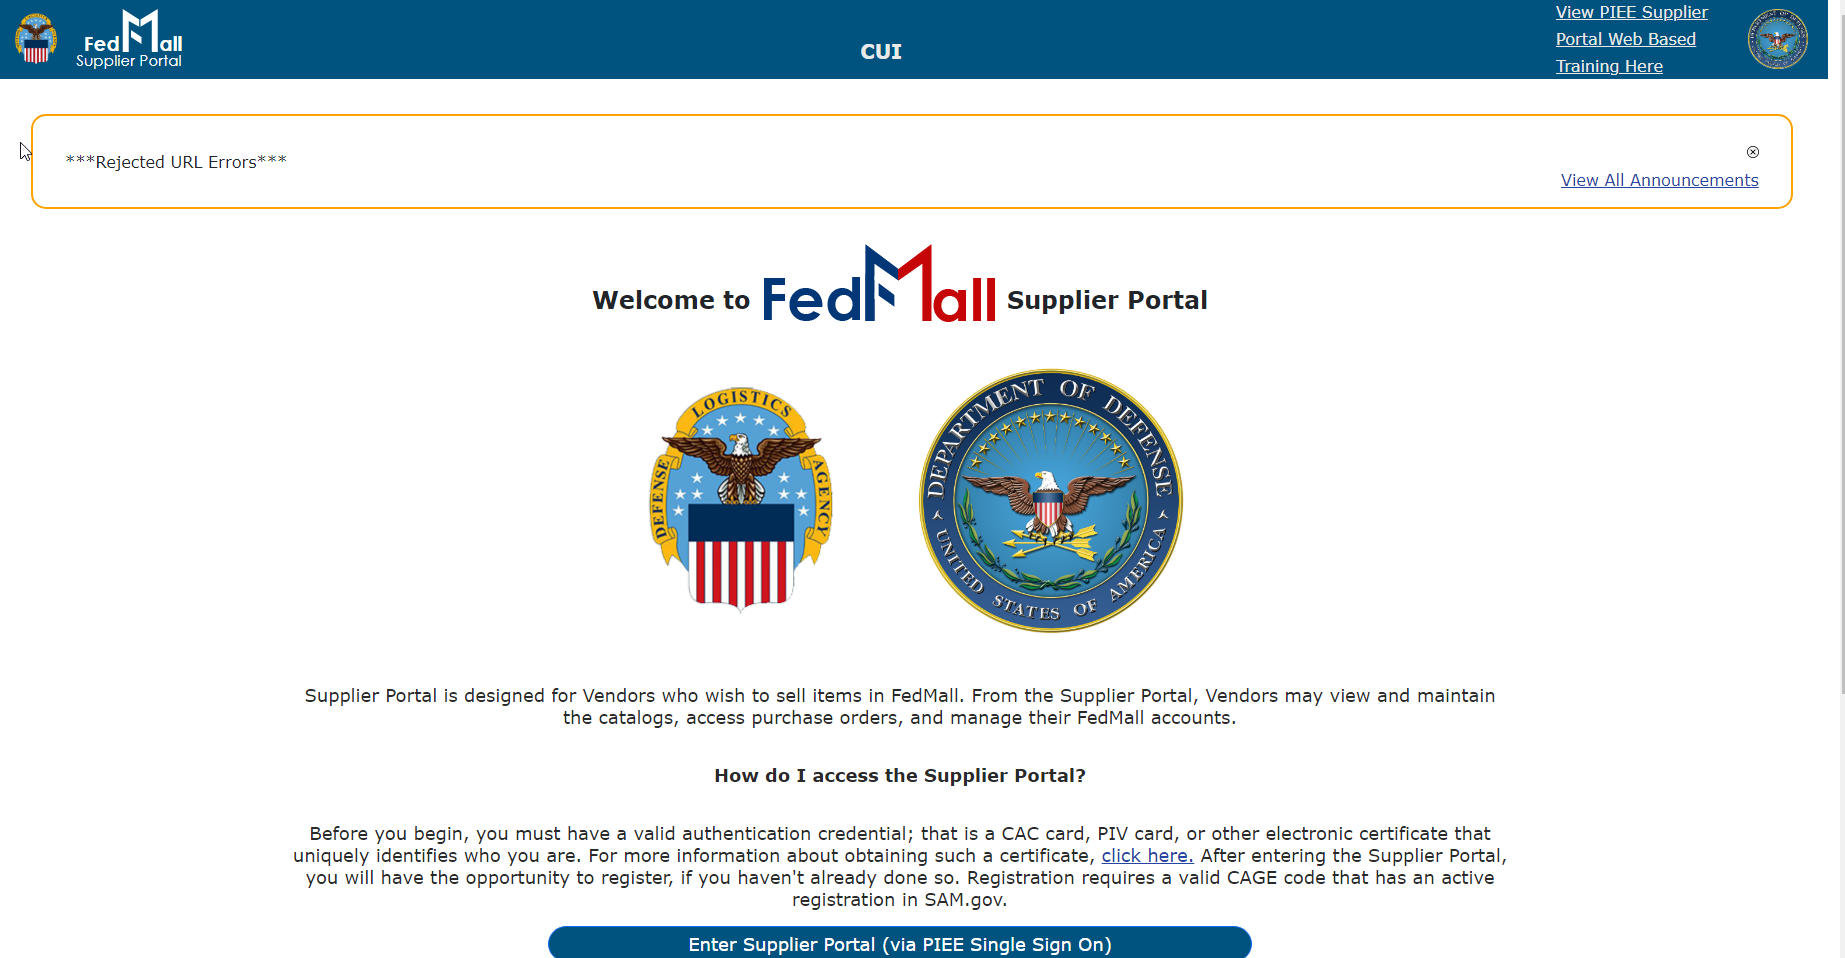 FedMall
Supplier Portal
CUI
View PIEE Supplier
Portal Web Based
Training Here
***Rejected URL Errors***
View All Announcements
Welcome to FedMall Supplier Portal
DEFENSE LOGISTICS AGENCY
DEPARTMENT OF DEFENSE
UNITED STATES OF AMERICA
Supplier Portal is designed for Vendors who wish to sell items in FedMall. From the Supplier Portal, Vendors may view and maintain
the catalogs, access purchase orders, and manage their FedMall accounts.
How do I access the Supplier Portal?
Before you begin, you must have a valid authentication credential; that is a CAC card, PIV card, or other electronic certificate that
uniquely identifies who you are. For more information about obtaining such a certificate, click here. After entering the Supplier Portal,
you will have the opportunity to register, if you haven't already done so. Registration requires a valid CAGE code that has an active
registration in SAM.gov.
Enter Supplier Portal (via PIEE Single Sign On)